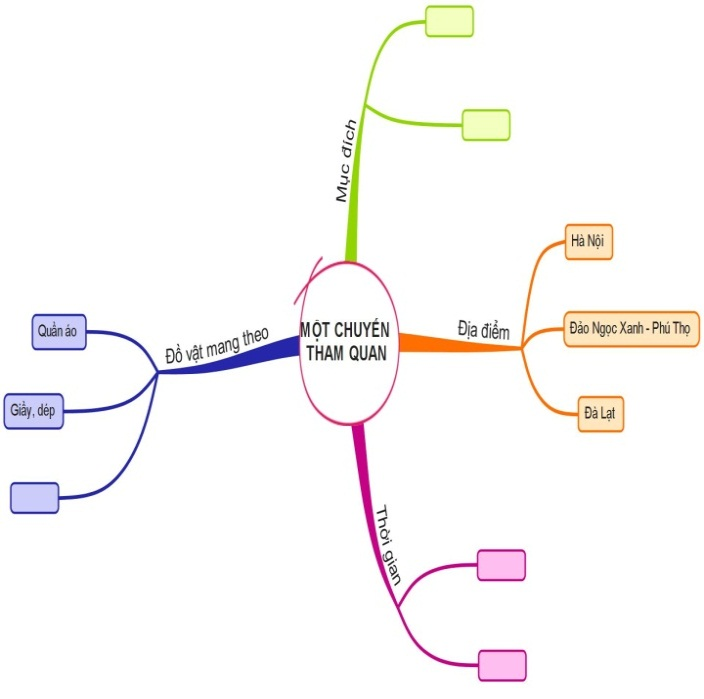 Mục đích
Hà Nội
Đảo Ngọc Xanh - Phú Thọ
Địa điểm
Đà Lạt
MỘT CHUYẾN
THAM QUAN
Đồ vật mang theo
Quần áo
Giầy, dép
Thời gian